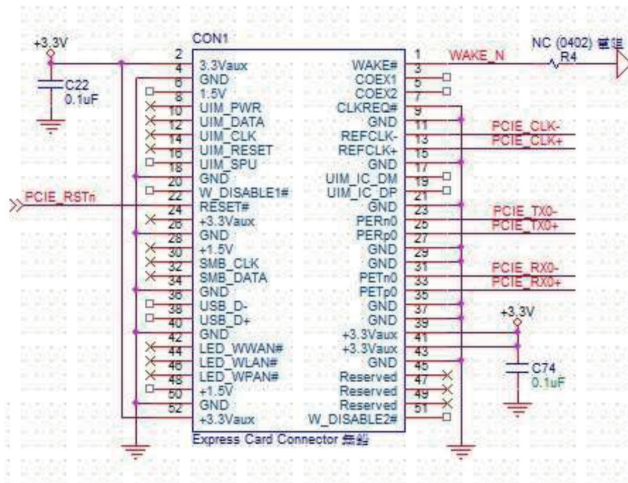 CON1
+3.3V
C22
0.1uF
2 3.3Vaux
4 GND
6 1.5V
8 UIM_PWR
10 UIM_DATA
12 UIM_CLK
14 UIM_RESET
16 UIM_SPU
18 GND
20 W_DISABLE1#
22 RESET#
24 +3.3Vaux
26 GND
28 +1.5V
30 SMB_CLK
32 SMB_DATA
34 GND
36 USB_D-
38 USB_D+
40 GND
42 LED_WWAN#
44 LED_WLAN#
46 LED_WPAN#
48 +1.5V
50 GND
52 +3.3Vaux
PCIE_RSTn
WAKE# 1
COEX1 3
COEX2 5
CLKREQ# 7
GND 9
REFCLK- 11
REFCLK+ 13
GND 15
UIM_IC_DM 17
UIM_IC_DP 19
GND 21
PERn0 23
PERp0 25
GND 27
GND 29
PETn0 31
PETp0 33
GND 35
GND 37
+3.3Vaux 39
+3.3Vaux 41
GND 43
Reserved 45
Reserved 47
Reserved 49
W_DISABLE2# 51
WAKE_N
NC (0402) 電阻
R4
PCIE_CLK-
PCIE_CLK+
PCIE_TX0-
PCIE_TX0+
PCIE_RX0-
PCIE_RX0+
+3.3V
C74
0.1uF
Express Card Connector 無鉛